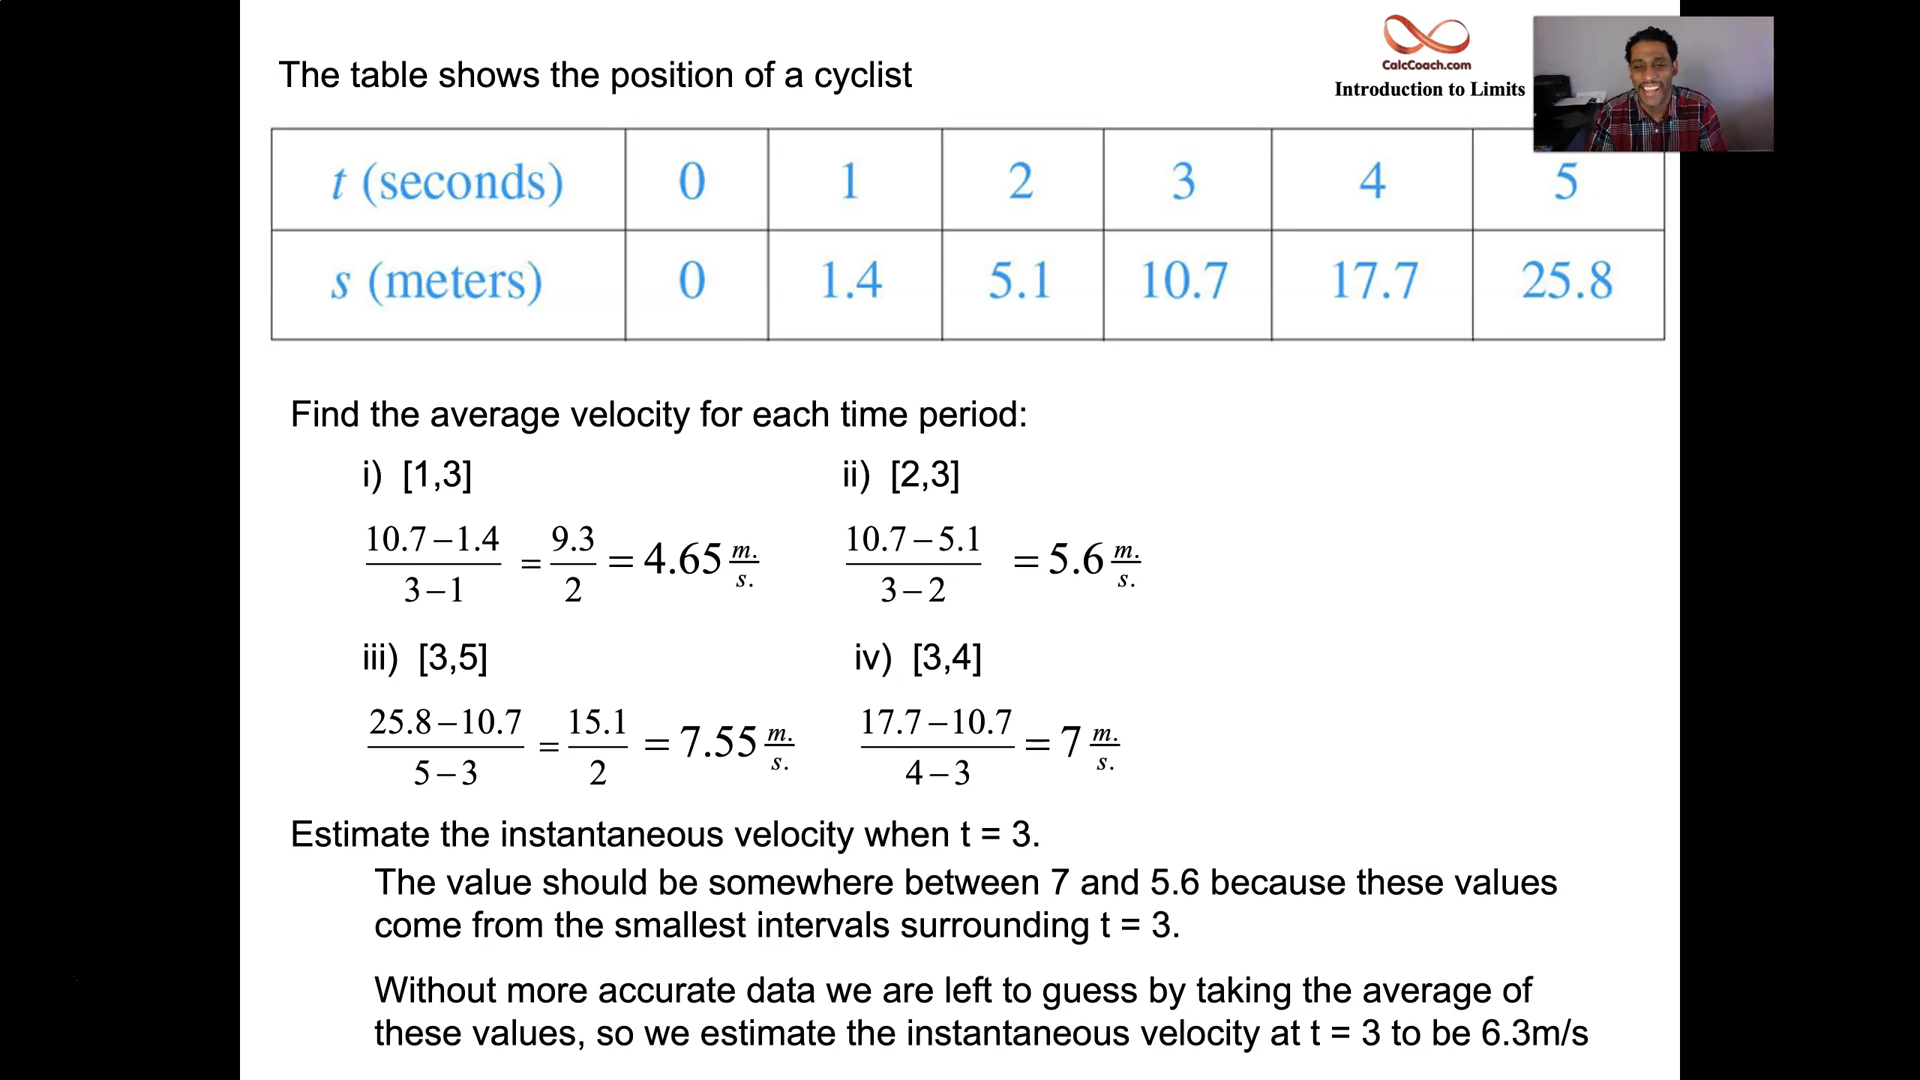 The table shows the position of a cyclist
CalcCoach.com
Introduction to Limits
t (seconds) 0 1 2 3 4 5
s (meters) 0 1.4 5.1 10.7 17.7 25.8
Find the average velocity for each time period:
i) [1,3] ii) [2,3]
10.7–1.4 / 3–1 = 9.3 / 2 = 4.65 m. / s. 10.7–5.1 / 3–2 = 5.6 m. / s.
iii) [3,5] iv) [3,4]
25.8–10.7 / 5–3 = 15.1 / 2 = 7.55 m. / s. 17.7–10.7 / 4–3 = 7 m. / s.
Estimate the instantaneous velocity when t = 3.
The value should be somewhere between 7 and 5.6 because these values
come from the smallest intervals surrounding t = 3.
Without more accurate data we are left to guess by taking the average of
these values, so we estimate the instantaneous velocity at t = 3 to be 6.3m/s